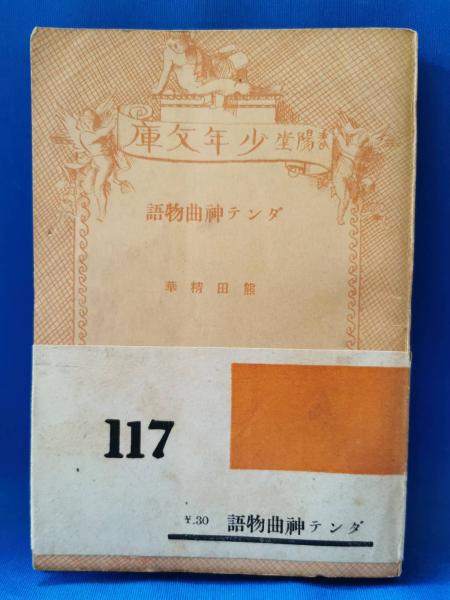 春陽堂少年文庫
ダンテ神曲物語
熊田精華
117
ダンテ神曲物語 ¥.30